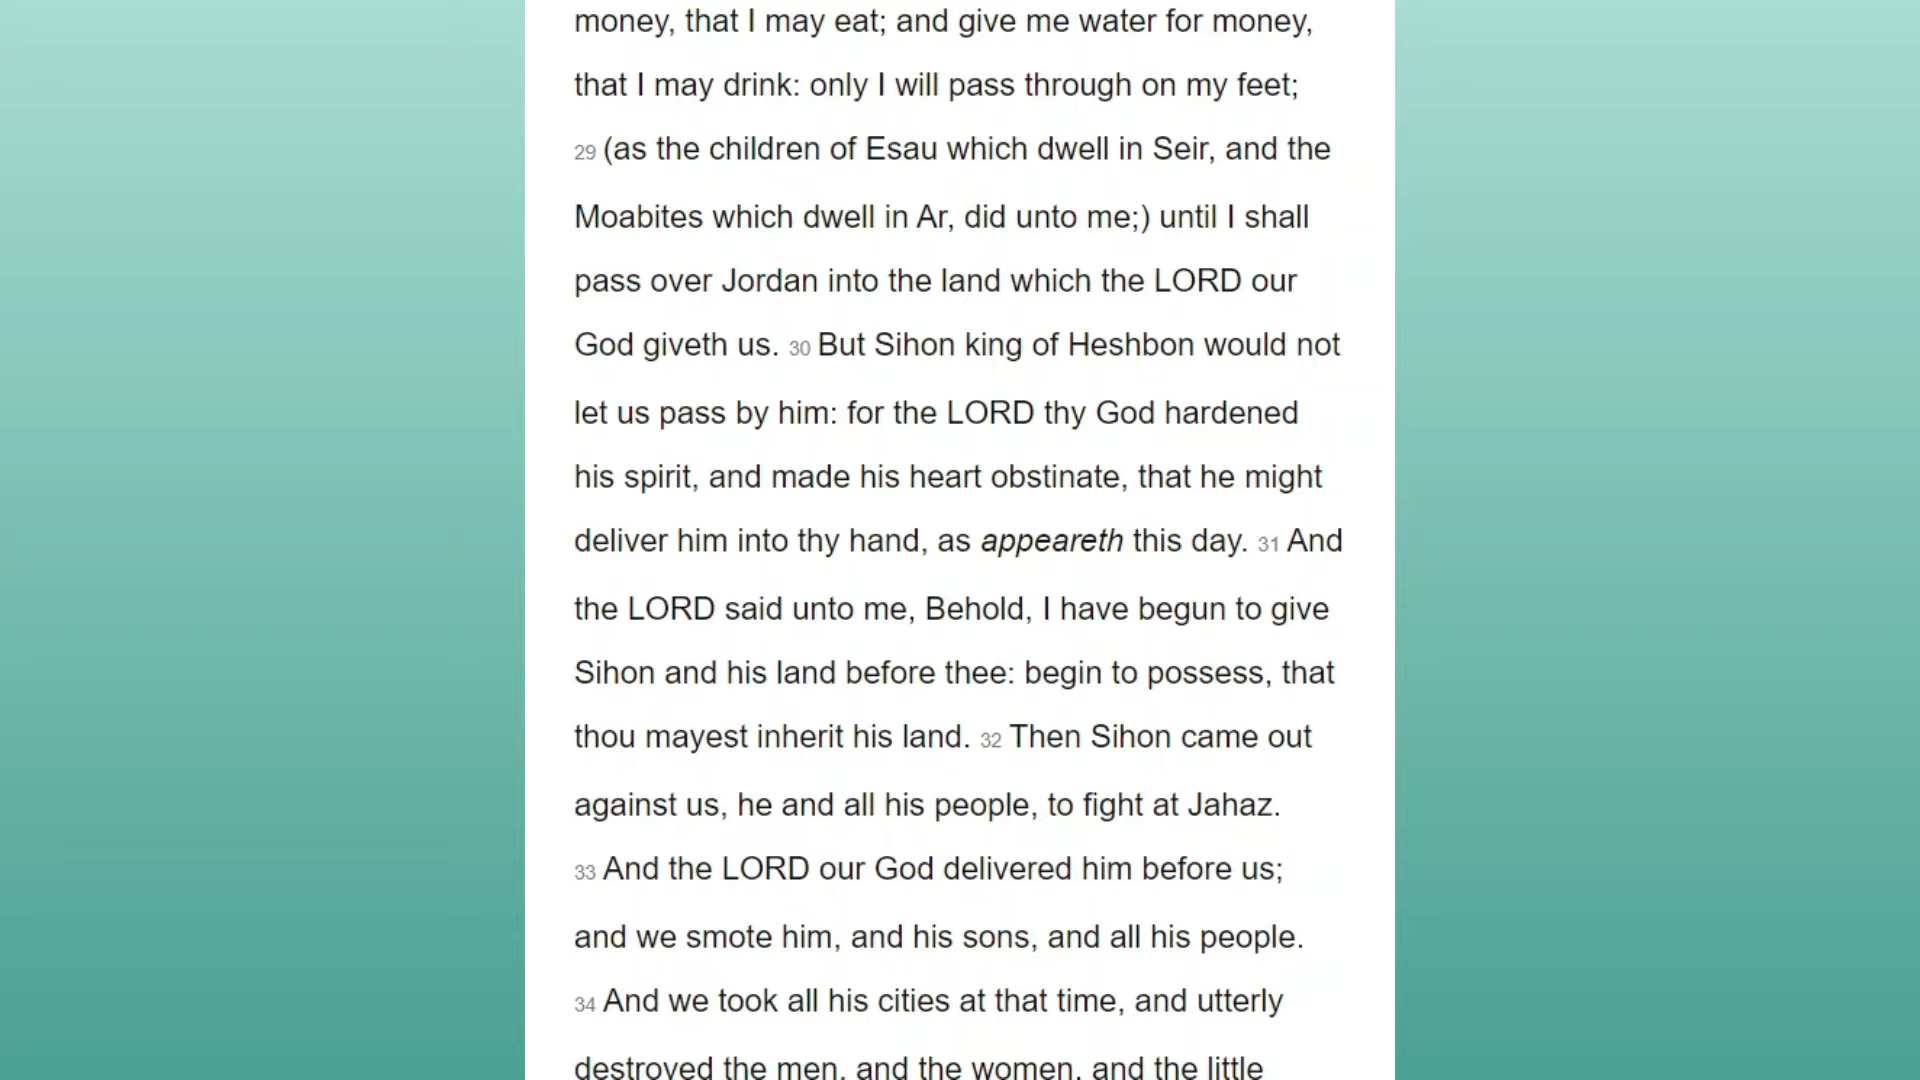 money, that I may eat; and give me water for money,
that I may drink: only I will pass through on my feet;
29 (as the children of Esau which dwell in Seir, and the
Moabites which dwell in Ar, did unto me;) until I shall
pass over Jordan into the land which the LORD our
God giveth us. 30 But Sihon king of Heshbon would not
let us pass by him: for the LORD thy God hardened
his spirit, and made his heart obstinate, that he might
deliver him into thy hand, as appeareth this day. 31 And
the LORD said unto me, Behold, I have begun to give
Sihon and his land before thee: begin to possess, that
thou mayest inherit his land. 32 Then Sihon came out
against us, he and all his people, to fight at Jahaz.
33 And the LORD our God delivered him before us;
and we smote him, and his sons, and all his people.
34 And we took all his cities at that time, and utterly
destroyed the men, and the women, and the little